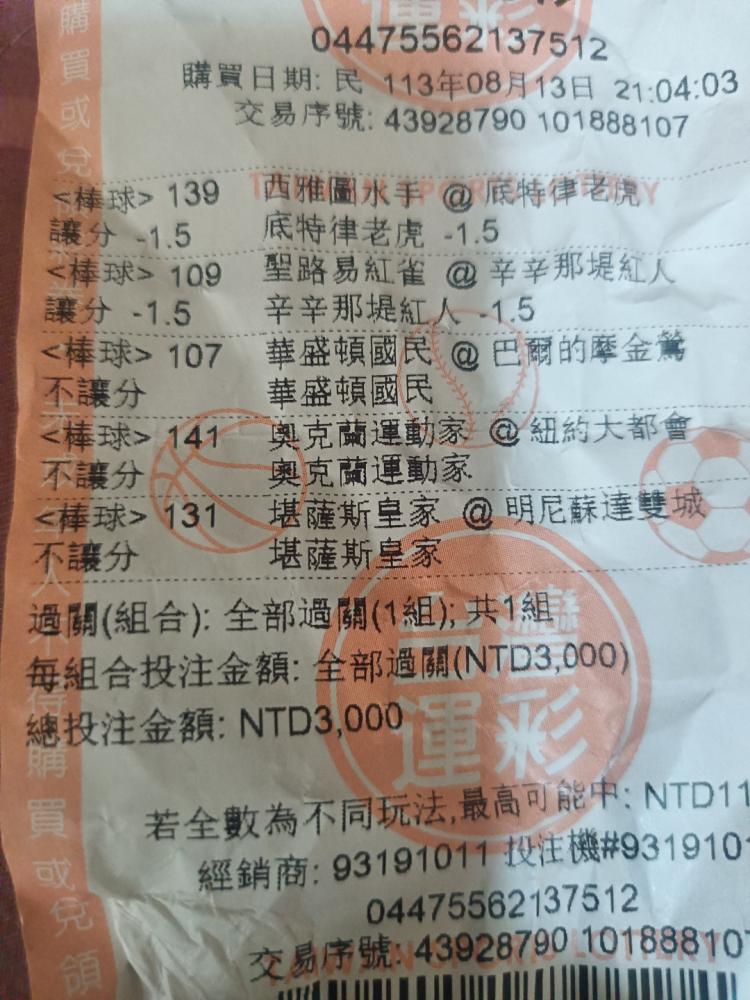 04475562137512
購買日期: 民 113年08月13日 21:04:03
交易序號: 43928790 101888107
<棒球> 139 西雅圖水手 @ 底特律老虎
讓分 -1.5 底特律老虎 -1.5
<棒球> 109 聖路易紅雀 @ 辛辛那堤紅人
讓分 -1.5 辛辛那堤紅人 -1.5
<棒球> 107 華盛頓國民 @ 巴爾的摩金鶯
不讓分 華盛頓國民
<棒球> 141 奧克蘭運動家 @ 紐約大都會
不讓分 奧克蘭運動家
<棒球> 131 堪薩斯皇家 @ 明尼蘇達雙城
不讓分 堪薩斯皇家
過關(組合): 全部過關(1組); 共1組
每組合投注金額: 全部過關(NTD3,000)
總投注金額: NTD3,000
台灣
運彩
若全數為不同玩法,最高可能中: NTD11
經銷商: 93191011 投注機#9319101
04475562137512
交易序號: 43928790 10188810